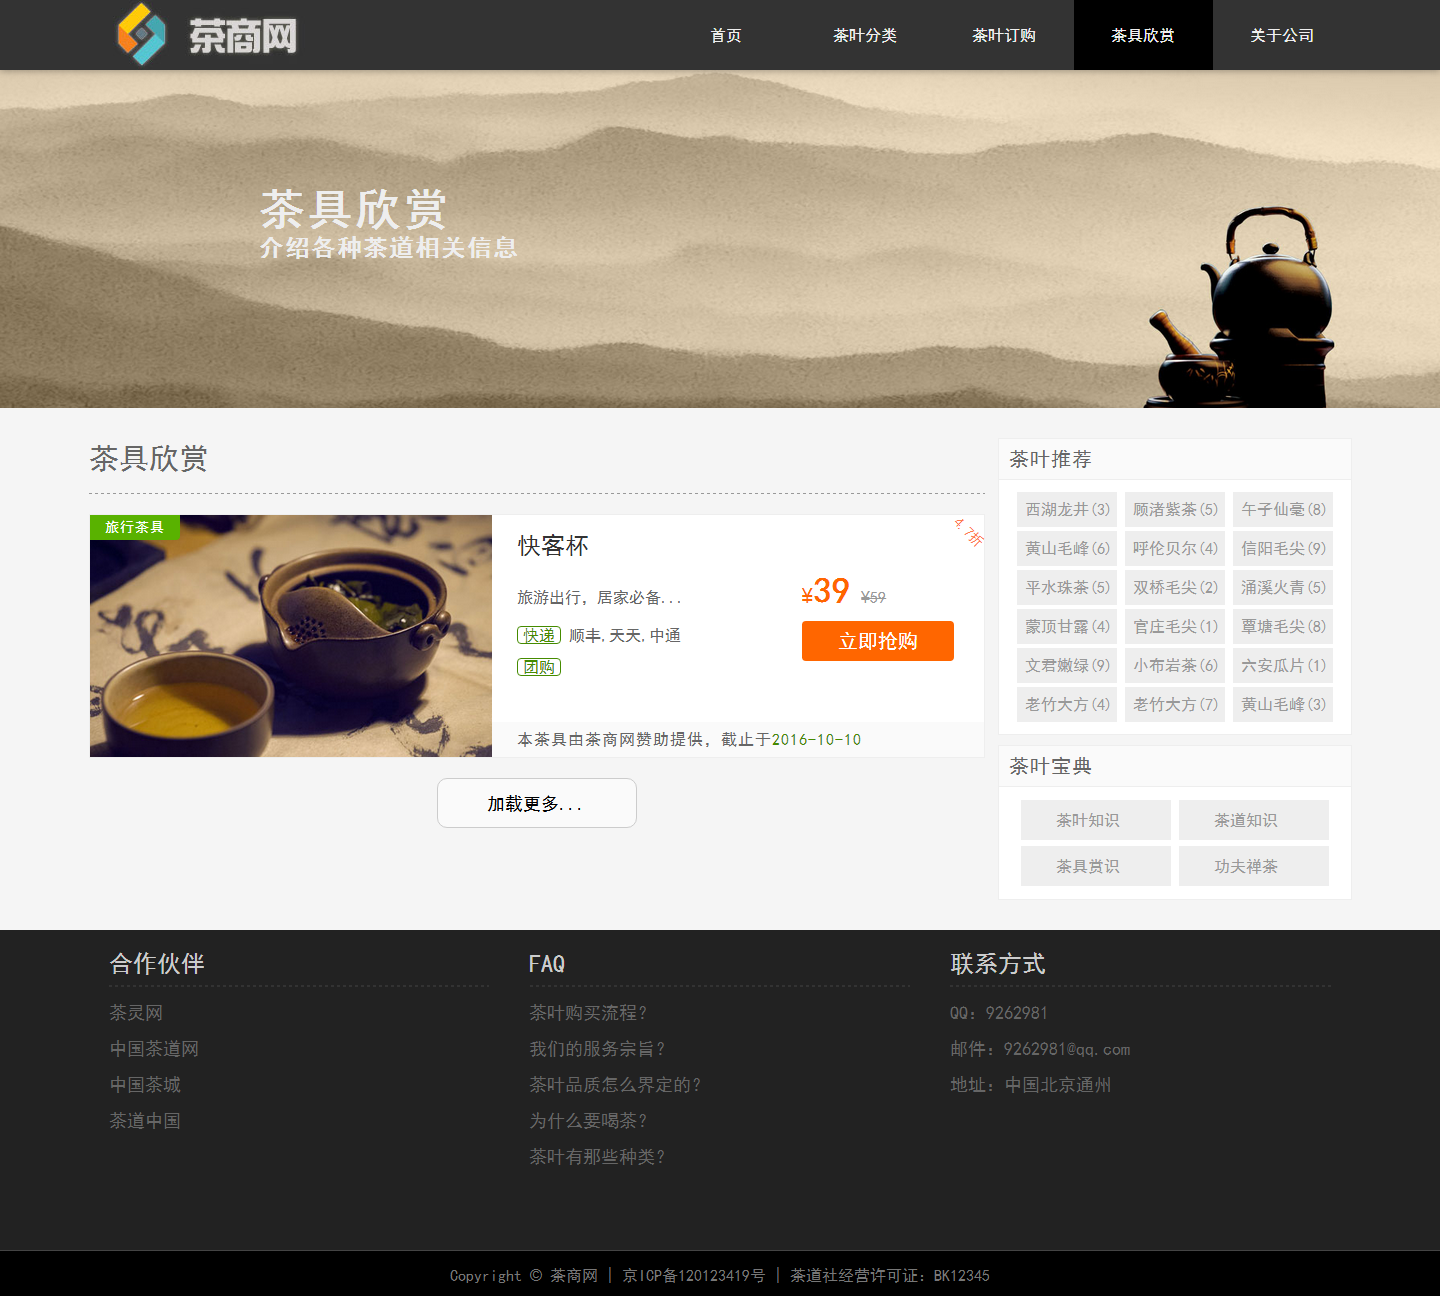 茶商网
首页 茶叶分类 茶叶订购 茶具欣赏 关于公司
茶具欣赏
介绍各种茶道相关信息
茶具欣赏
旅行茶具
快客杯
4.7折
旅游出行，居家必备...
¥39 ¥59
快递 顺丰,天天,中通
立即抢购
团购
本茶具由茶商网赞助提供，截止于2016-10-10
加载更多...
茶叶推荐
西湖龙井(3) 顾渚紫茶(5) 午子仙毫(8)
黄山毛峰(6) 呼伦贝尔(4) 信阳毛尖(9)
平水珠茶(5) 双桥毛尖(2) 涌溪火青(5)
蒙顶甘露(4) 官庄毛尖(1) 覃塘毛尖(8)
文君嫩绿(9) 小布岩茶(6) 六安瓜片(1)
老竹大方(4) 老竹大方(7) 黄山毛峰(3)
茶叶宝典
茶叶知识 茶道知识
茶具赏识 功夫禅茶
合作伙伴
茶灵网
中国茶道网
中国茶城
茶道中国
FAQ
茶叶购买流程?
我们的服务宗旨?
茶叶品质怎么界定的?
为什么要喝茶?
茶叶有那些种类?
联系方式
QQ：9262981
邮件：9262981@qq.com
地址：中国北京通州
Copyright © 茶商网 | 京ICP备120123419号 | 茶道社经营许可证：BK12345